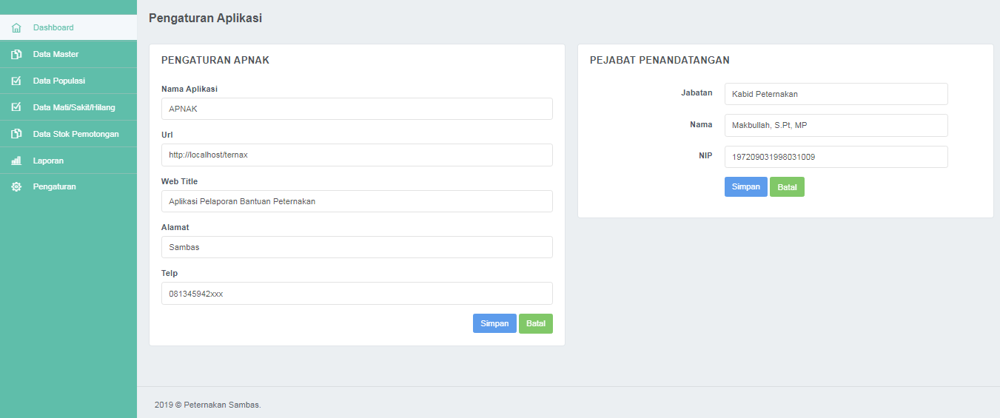 Dashboard
Data Master
Data Populasi
Data Mati/Sakit/Hilang
Data Stok Pemotongan
Laporan
Pengaturan
Pengaturan Aplikasi
PENGATURAN APNAK
Nama Aplikasi
APNAK
Url
http://localhost/ternax
Web Title
Aplikasi Pelaporan Bantuan Peternakan
Alamat
Sambas
Telp
081345942xxx
Simpan Batal
PEJABAT PENANDATANGAN
Jabatan Kabid Peternakan
Nama Makbullah, S.Pt, MP
NIP 197209031998031009
Simpan Batal
2019 © Peternakan Sambas.